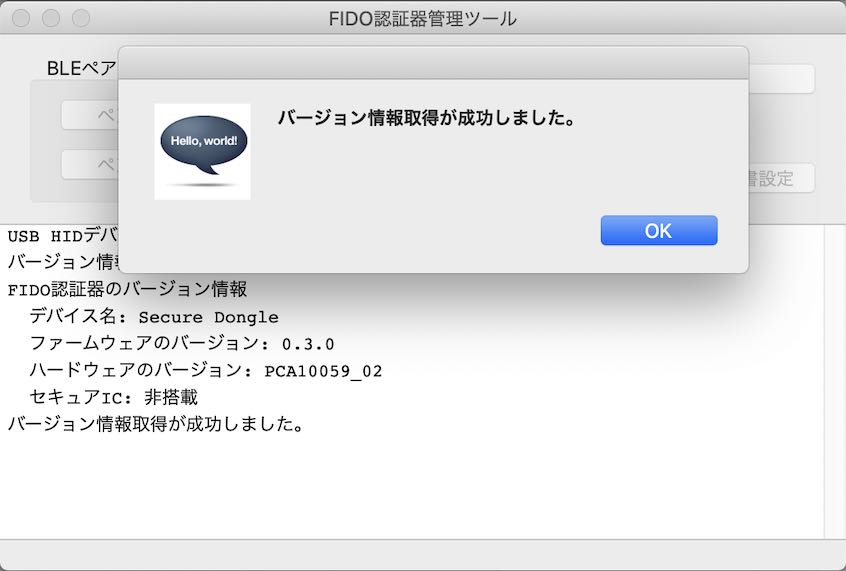 FIDO認証器管理ツール
BLEペア
バージョン情報取得が成功しました。
Hello, world!
ペ
ペ
書設定
OK
USB HIDデバ
バージョン情
FIDO認証器のバージョン情報
デバイス名: Secure Dongle
ファームウェアのバージョン: 0.3.0
ハードウェアのバージョン: PCA10059_02
セキュアIC: 非搭載
バージョン情報取得が成功しました。